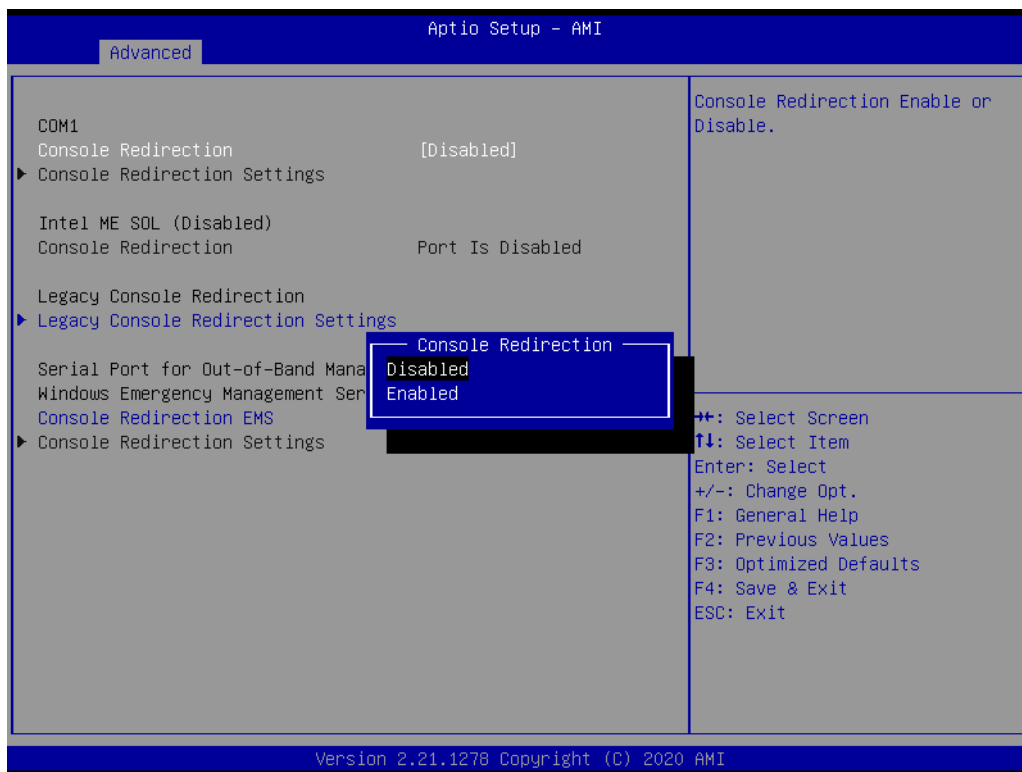 Aptio Setup – AMI
Advanced
COM1
Console Redirection [Disabled]
Console Redirection Settings
Intel ME SOL (Disabled)
Console Redirection Port Is Disabled
Legacy Console Redirection
Legacy Console Redirection Settings
Serial Port for Out-of-Band Mana
Windows Emergency Management Ser
Console Redirection EMS
Console Redirection Settings
Console Redirection
Disabled
Enabled
Console Redirection Enable or
Disable.
→←: Select Screen
↑↓: Select Item
Enter: Select
+/-: Change Opt.
F1: General Help
F2: Previous Values
F3: Optimized Defaults
F4: Save & Exit
ESC: Exit
Version 2.21.1278 Copyright (C) 2020 AMI